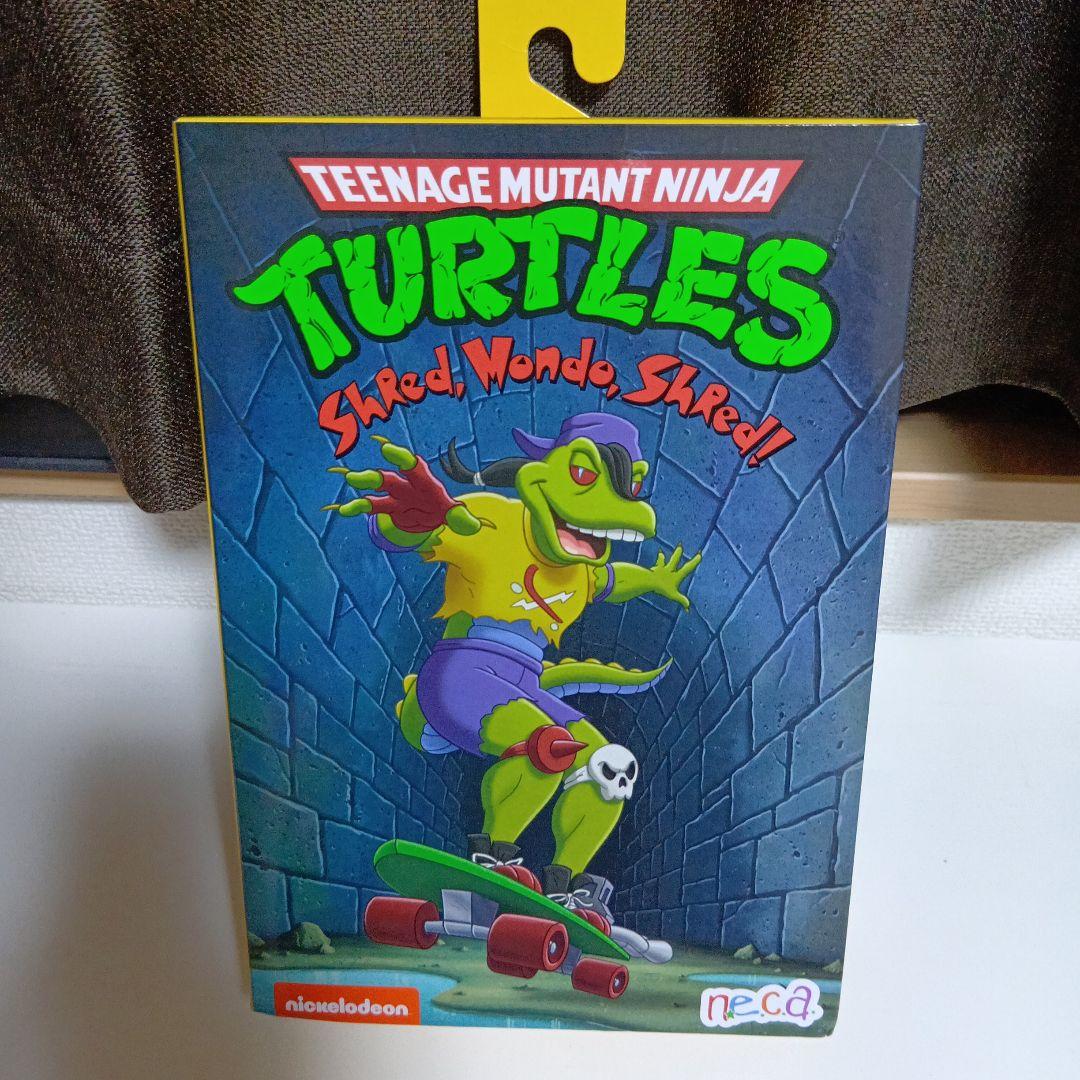 TEENAGE MUTANT NINJA
TURTLES
Shred, Mondo, Shred!
nickelodeon
n.e.c.a.